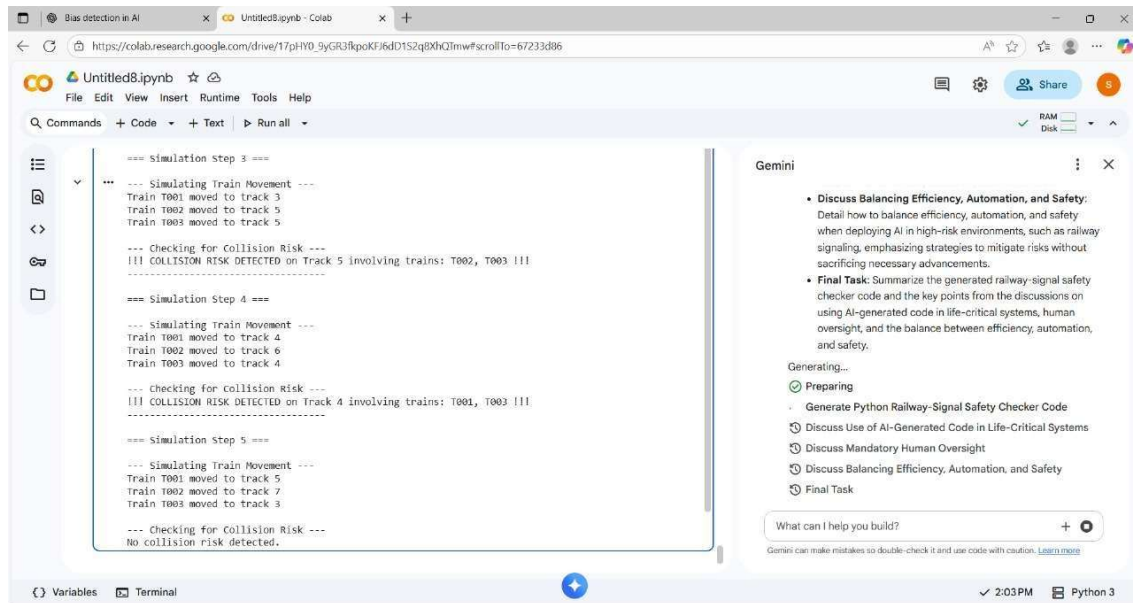 Bias detection in AI
Untitled8.ipynb - Colab
https://colab.research.google.com/drive/17pHY0_9yGR3fkpoKFJ6dD1S2q8XhQTmw#scrollTo=67233d86
Untitled8.ipynb
File Edit View Insert Runtime Tools Help
Share
S
Commands + Code + Text Run all
RAM
Disk
=== Simulation Step 3 ===
--- Simulating Train Movement ---
Train T001 moved to track 3
Train T002 moved to track 5
Train T003 moved to track 5
--- Checking for Collision Risk ---
!!! COLLISION RISK DETECTED on Track 5 involving trains: T002, T003 !!!
-----------------------------------
=== Simulation Step 4 ===
--- Simulating Train Movement ---
Train T001 moved to track 4
Train T002 moved to track 6
Train T003 moved to track 4
--- Checking for Collision Risk ---
!!! COLLISION RISK DETECTED on Track 4 involving trains: T001, T003 !!!
-----------------------------------
=== Simulation Step 5 ===
--- Simulating Train Movement ---
Train T001 moved to track 5
Train T002 moved to track 7
Train T003 moved to track 3
--- Checking for Collision Risk ---
No collision risk detected.
Gemini
• Discuss Balancing Efficiency, Automation, and Safety:
Detail how to balance efficiency, automation, and safety
when deploying AI in high-risk environments, such as railway
signaling, emphasizing strategies to mitigate risks without
sacrificing necessary advancements.
• Final Task: Summarize the generated railway-signal safety
checker code and the key points from the discussions on
using AI-generated code in life-critical systems, human
oversight, and the balance between efficiency, automation,
and safety.
Generating...
Preparing
Generate Python Railway-Signal Safety Checker Code
Discuss Use of AI-Generated Code in Life-Critical Systems
Discuss Mandatory Human Oversight
Discuss Balancing Efficiency, Automation, and Safety
Final Task
What can I help you build?
Gemini can make mistakes so double-check it and use code with caution. Learn more
{} Variables Terminal
2:03 PM Python 3